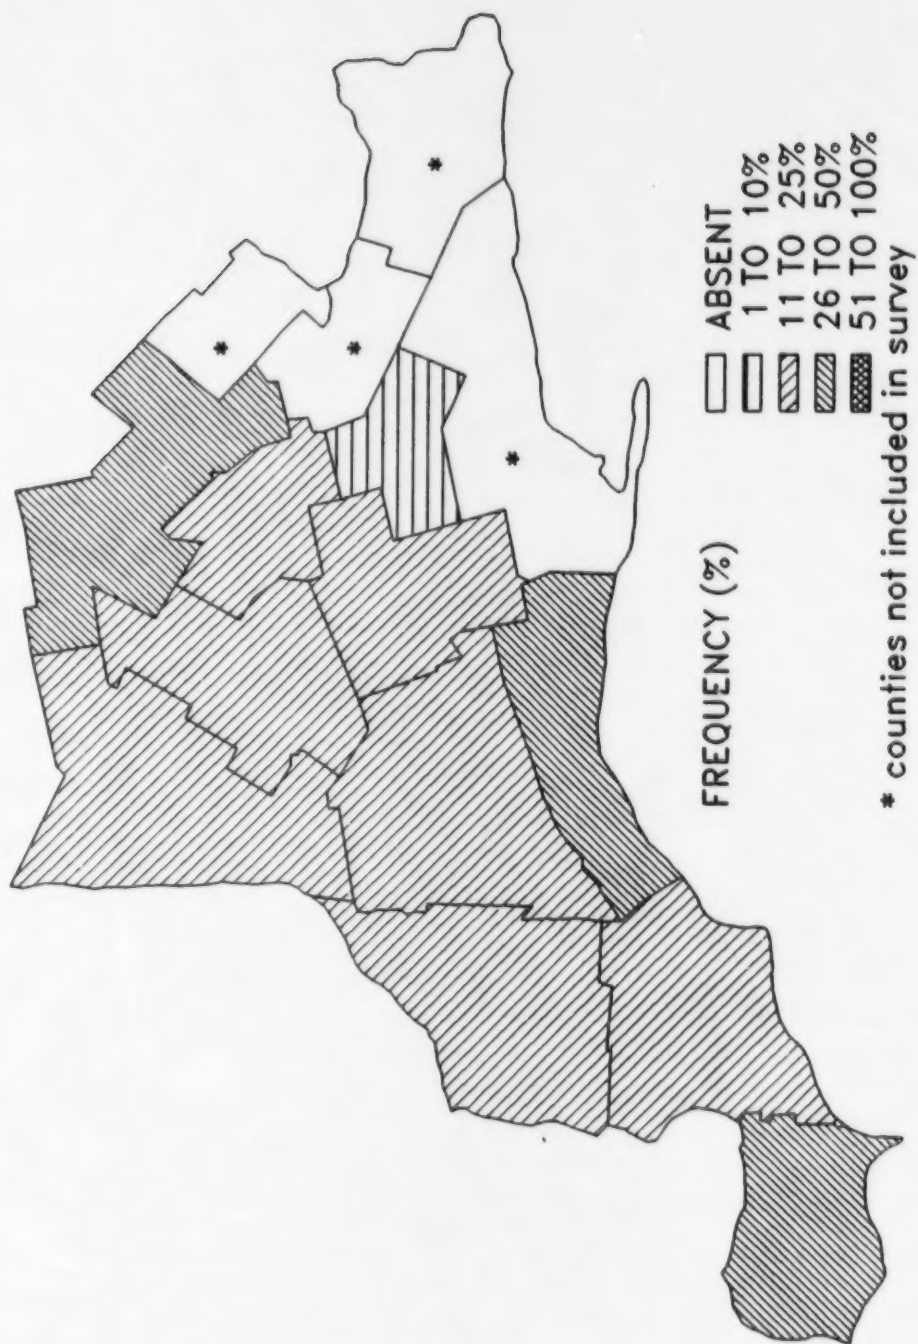 *
*
*
*
FREQUENCY (%)
ABSENT
1 TO 10%
11 TO 25%
26 TO 50%
51 TO 100%
* counties not included in survey